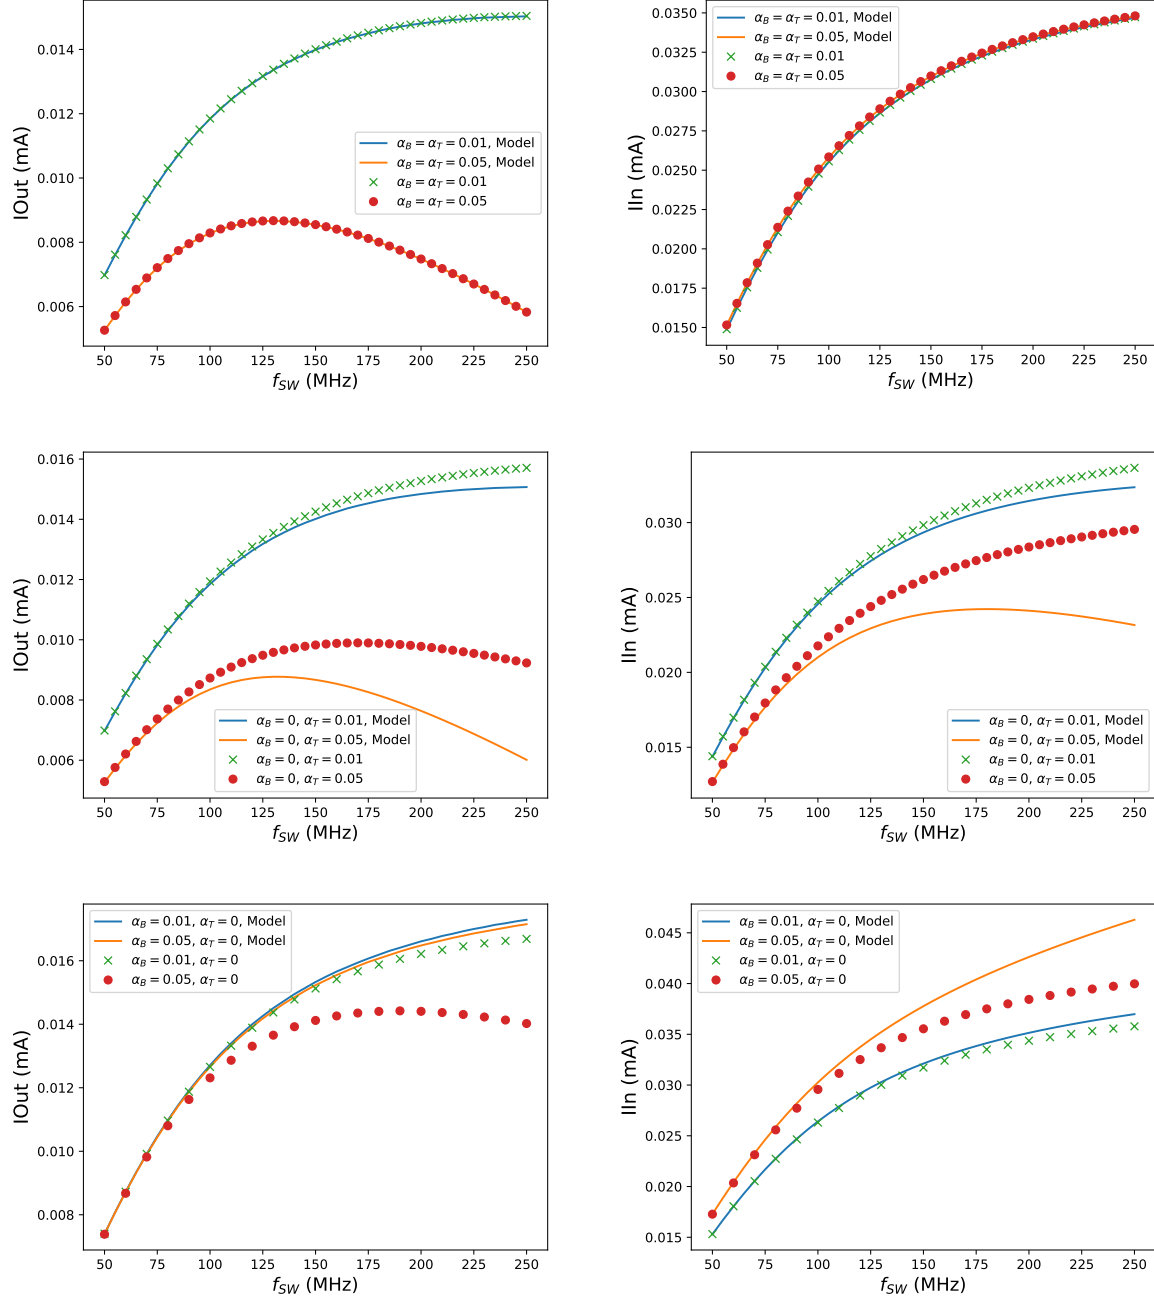 0.014
0.012
0.010
0.008
0.006
IOut (mA)
α_B = α_T = 0.01, Model
α_B = α_T = 0.05, Model
α_B = α_T = 0.01
α_B = α_T = 0.05
50 75 100 125 150 175 200 225 250
f_SW (MHz)
0.0350
0.0325
0.0300
0.0275
0.0250
0.0225
0.0200
0.0175
0.0150
IIn (mA)
α_B = α_T = 0.01, Model
α_B = α_T = 0.05, Model
α_B = α_T = 0.01
α_B = α_T = 0.05
50 75 100 125 150 175 200 225 250
f_SW (MHz)
0.016
0.014
0.012
0.010
0.008
0.006
IOut (mA)
α_B = 0, α_T = 0.01, Model
α_B = 0, α_T = 0.05, Model
α_B = 0, α_T = 0.01
α_B = 0, α_T = 0.05
50 75 100 125 150 175 200 225 250
f_SW (MHz)
0.030
0.025
0.020
0.015
IIn (mA)
α_B = 0, α_T = 0.01, Model
α_B = 0, α_T = 0.05, Model
α_B = 0, α_T = 0.01
α_B = 0, α_T = 0.05
50 75 100 125 150 175 200 225 250
f_SW (MHz)
0.016
0.014
0.012
0.010
0.008
IOut (mA)
α_B = 0.01, α_T = 0, Model
α_B = 0.05, α_T = 0, Model
α_B = 0.01, α_T = 0
α_B = 0.05, α_T = 0
50 75 100 125 150 175 200 225 250
f_SW (MHz)
0.045
0.040
0.035
0.030
0.025
0.020
0.015
IIn (mA)
α_B = 0.01, α_T = 0, Model
α_B = 0.05, α_T = 0, Model
α_B = 0.01, α_T = 0
α_B = 0.05, α_T = 0
50 75 100 125 150 175 200 225 250
f_SW (MHz)